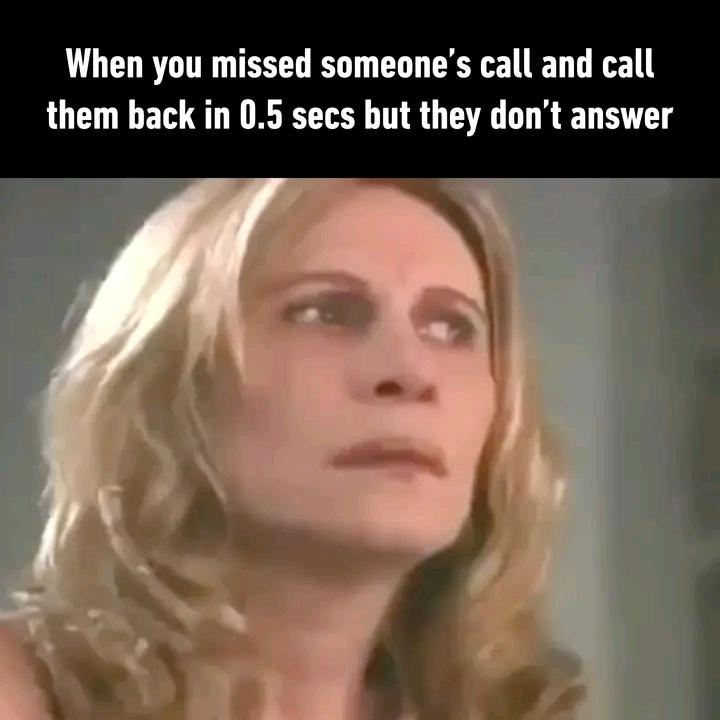 When you missed someone’s call and call
them back in 0.5 secs but they don’t answer